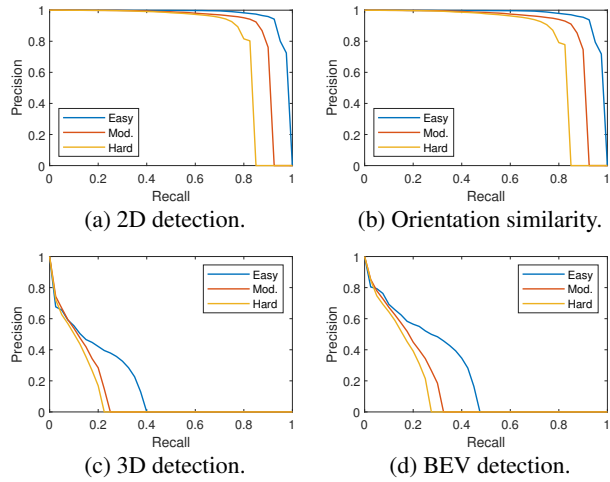 1
0.8
0.6
0.4
0.2
0
Precision
Easy
Mod.
Hard
0 0.2 0.4 0.6 0.8 1
Recall
(a) 2D detection.
1
0.8
0.6
0.4
0.2
0
Precision
Easy
Mod.
Hard
0 0.2 0.4 0.6 0.8 1
Recall
(b) Orientation similarity.
1
0.8
0.6
0.4
0.2
0
Precision
Easy
Mod.
Hard
0 0.2 0.4 0.6 0.8 1
Recall
(c) 3D detection.
1
0.8
0.6
0.4
0.2
0
Precision
Easy
Mod.
Hard
0 0.2 0.4 0.6 0.8 1
Recall
(d) BEV detection.